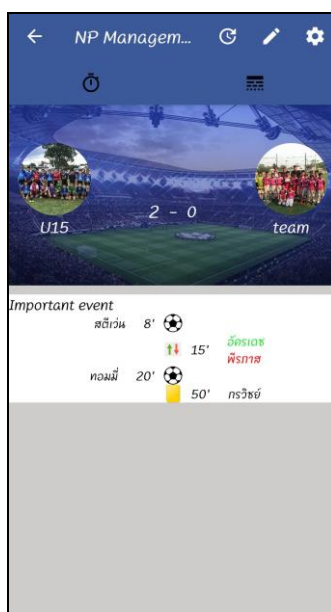 NP Managem...
2 - 0
U15 team
Important event
สตีเว่น 8'
15' อัครเดช
พีรภาส
ทอมมี่ 20'
50' กรวิชย์